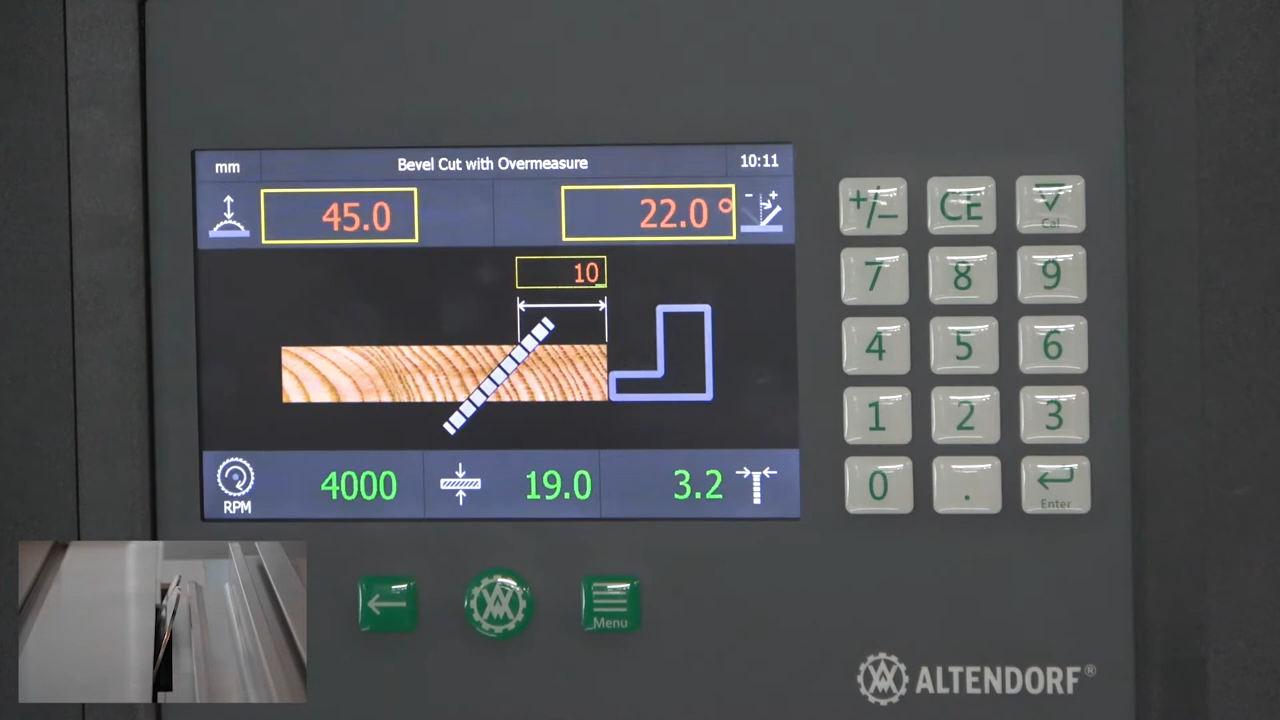 mm Bevel Cut with Overmeasure 10:11
45.0 22.0 °
- +
10
4000 19.0 3.2
RPM
+/− CE Cal
7 8 9
4 5 6
1 2 3
0 . Enter
Menu
ALTENDORF®